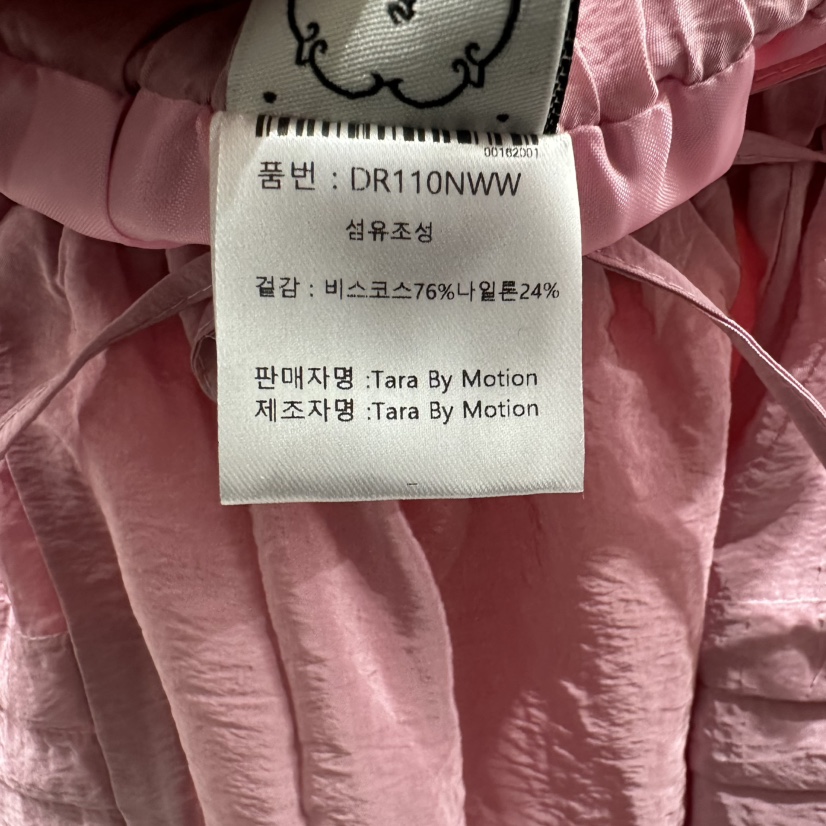 00162001
품번 : DR110NWW
섬유조성
겉감 : 비스코스76%나일론24%
판매자명 :Tara By Motion
제조자명 :Tara By Motion